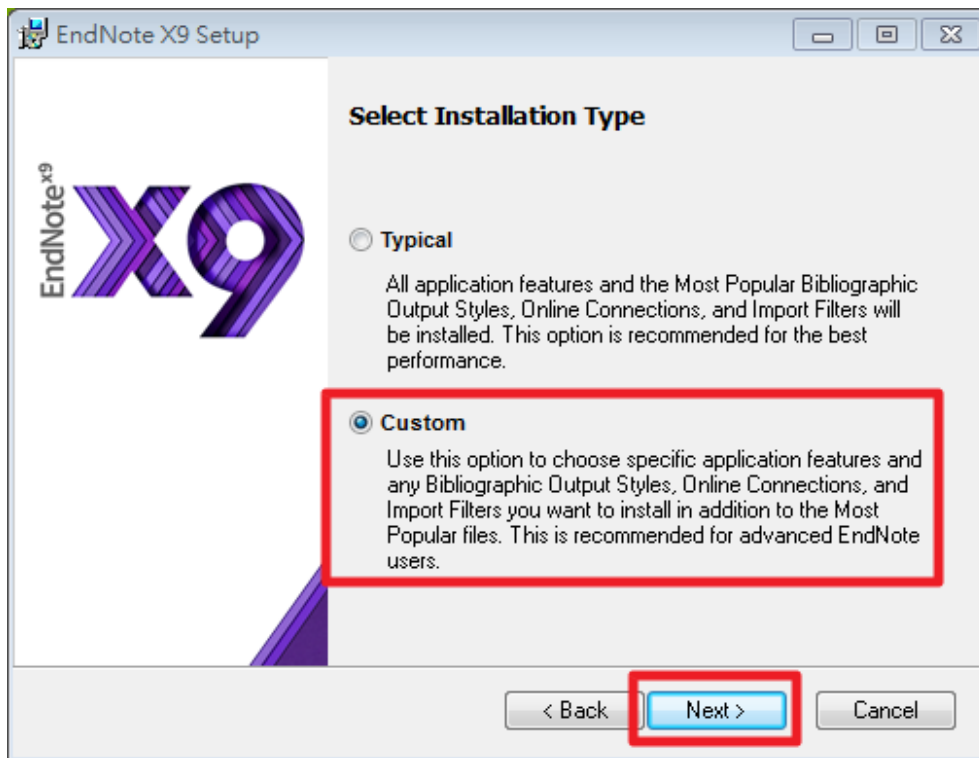 EndNote X9 Setup
EndNote X9
X9
Select Installation Type
Typical
All application features and the Most Popular Bibliographic
Output Styles, Online Connections, and Import Filters will
be installed. This option is recommended for the best
performance.
Custom
Use this option to choose specific application features and
any Bibliographic Output Styles, Online Connections, and
Import Filters you want to install in addition to the Most
Popular files. This is recommended for advanced EndNote
users.
< Back Next > Cancel